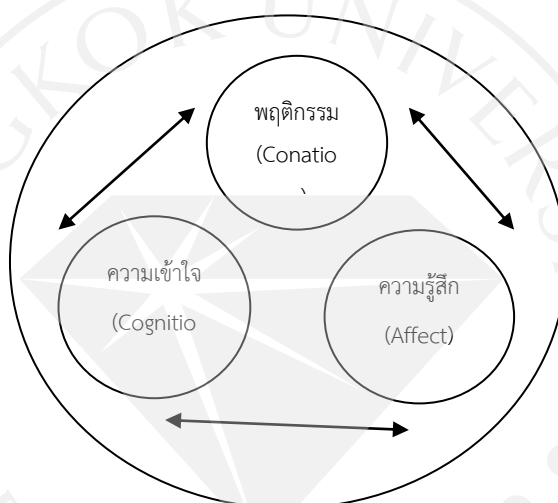 พฤติกรรม
(Conatio
ความเข้าใจ
(Cognitio
ความรู้สึก
(Affect)